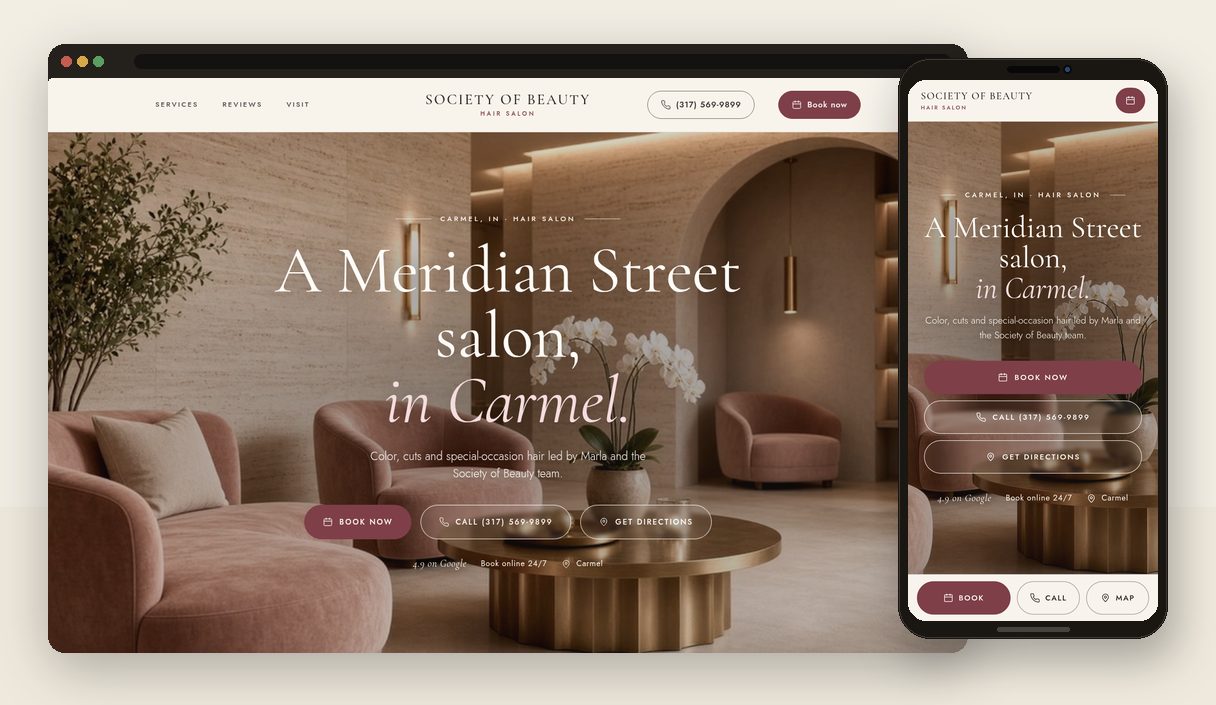 SERVICES REVIEWS VISIT
SOCIETY OF BEAUTY
HAIR SALON
(317) 569-9899
Book now
CARMEL, IN · HAIR SALON
A Meridian Street
salon,
in Carmel.
Color, cuts and special-occasion hair led by Marla and the
Society of Beauty team.
BOOK NOW
CALL (317) 569-9899
GET DIRECTIONS
4.9 on Google Book online 24/7 Carmel
SOCIETY OF BEAUTY
HAIR SALON
CARMEL, IN · HAIR SALON
A Meridian Street
salon,
in Carmel.
Color, cuts and special-occasion hair led by Marla and
the Society of Beauty team.
BOOK NOW
CALL (317) 569-9899
GET DIRECTIONS
4.9 on Google Book online 24/7 Carmel
BOOK CALL MAP